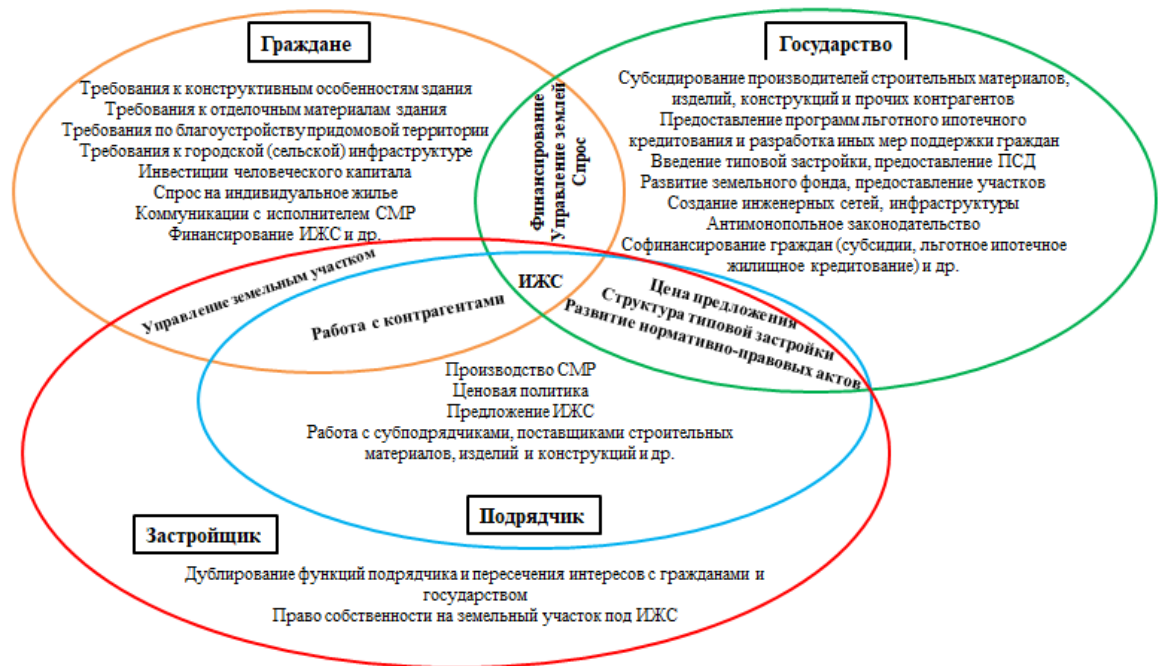 Граждане
Требования к конструктивным особенностям здания
Требования к отделочным материалам здания
Требования по благоустройству придомовой территории
Требования к городской (сельской) инфраструктуре
Инвестиции человеческого капитала
Спрос на индивидуальное жилье
Коммуникации с исполнителем СМР
Финансирование ИЖС и др.
Финансирование
Управление землей
Спрос
Государство
Субсидирование производителей строительных материалов,
изделий, конструкций и прочих контрагентов
Предоставление программ льготного ипотечного
кредитования и разработка иных мер поддержки граждан
Введение типовой застройки, предоставление ПСД
Развитие земельного фонда, предоставление участков
Создание инженерных сетей, инфраструктуры
Антимонопольное законодательство
Софинансирование граждан (субсидии, льготное ипотечное
жилищное кредитование) и др.
Управление земельным участком
Работа с контрагентами
ИЖС
Цена предложения
Структура типовой застройки
Развитие нормативно-правовых актов
Производство СМР
Ценовая политика
Предложение ИЖС
Работа с субподрядчиками, поставщиками строительных
материалов, изделий и конструкций и др.
Подрядчик
Застройщик
Дублирование функций подрядчика и пересечения интересов с гражданами и
государством
Право собственности на земельный участок под ИЖС